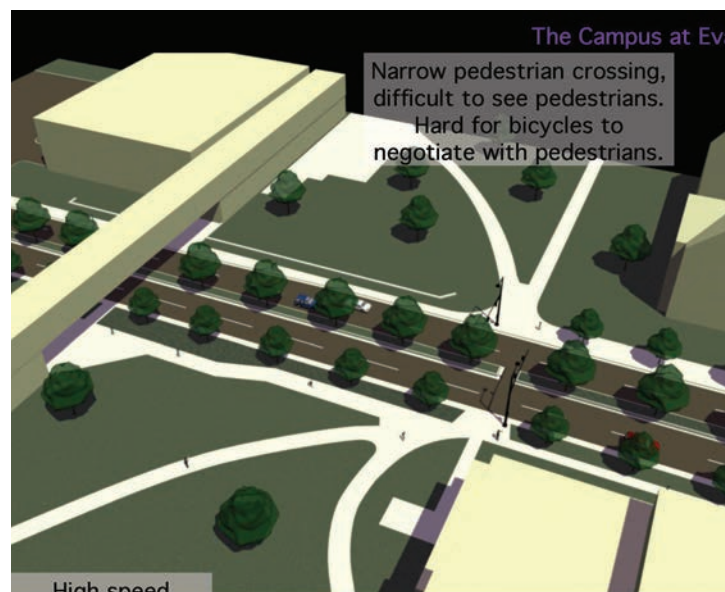 The Campus at Eva
Narrow pedestrian crossing,
difficult to see pedestrians.
Hard for bicycles to
negotiate with pedestrians.
High speed